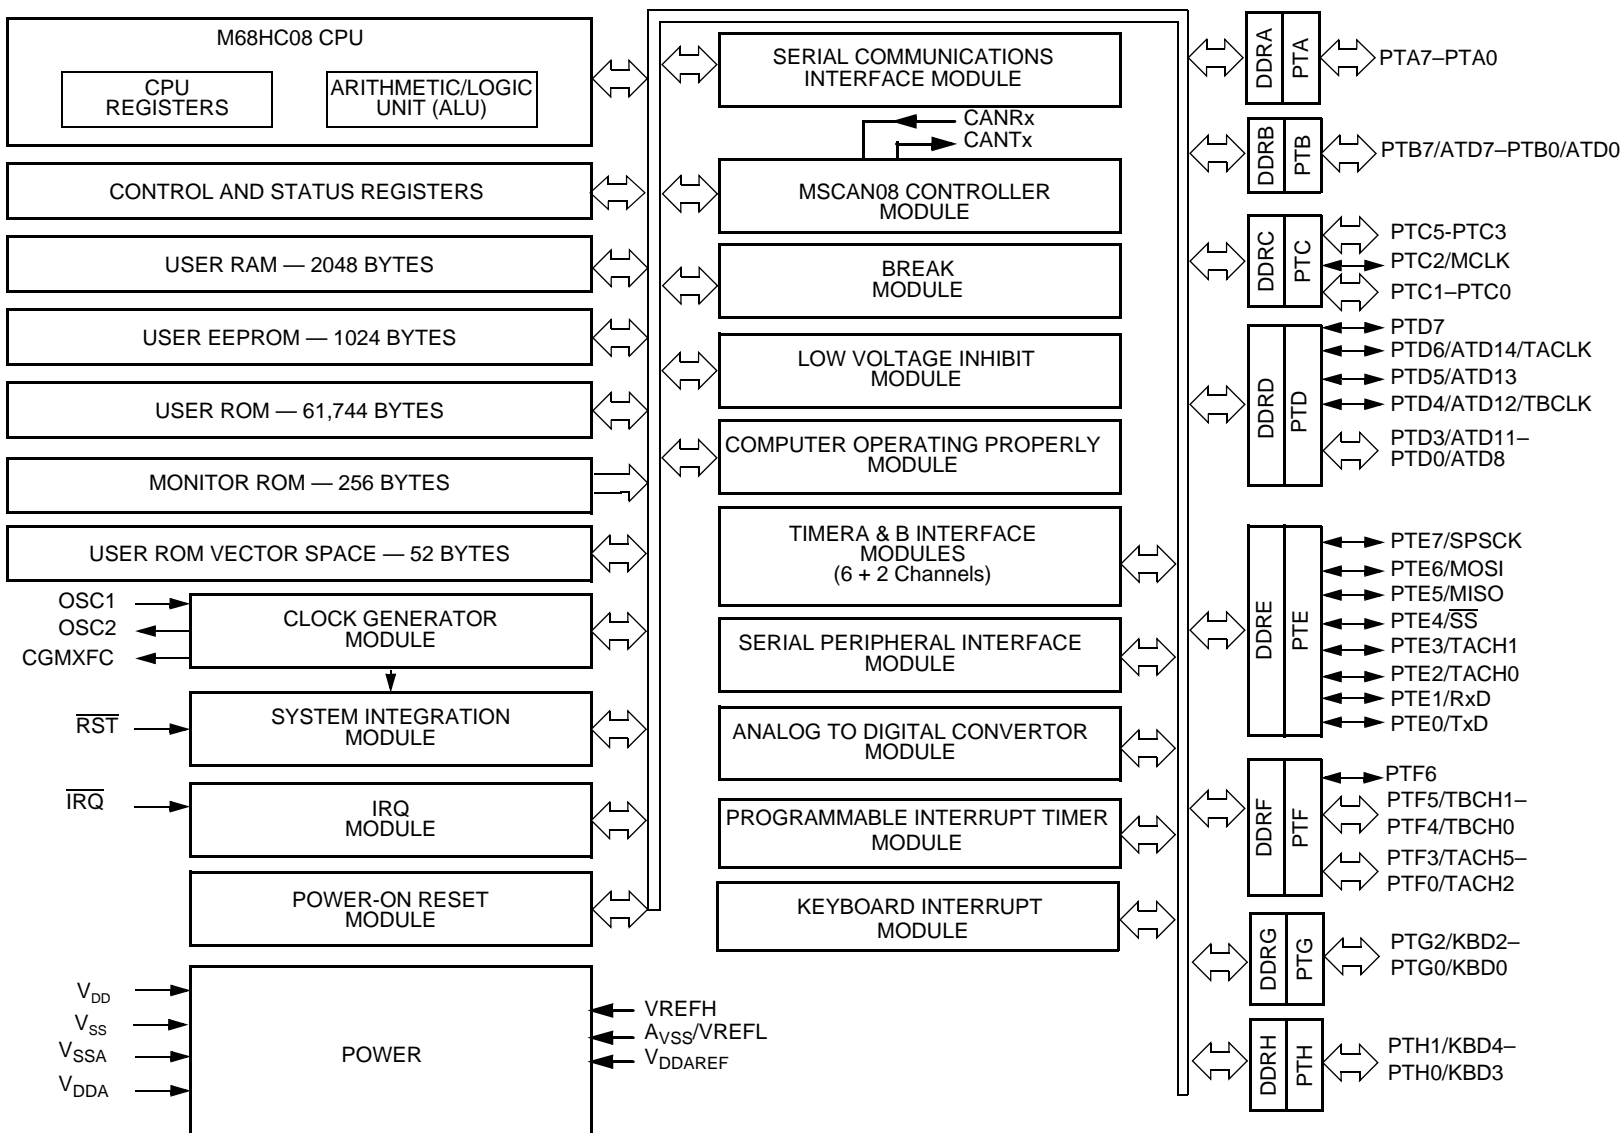 M68HC08 CPU
CPU
REGISTERS
ARITHMETIC/LOGIC
UNIT (ALU)
CONTROL AND STATUS REGISTERS
USER RAM — 2048 BYTES
USER EEPROM — 1024 BYTES
USER ROM — 61,744 BYTES
MONITOR ROM — 256 BYTES
USER ROM VECTOR SPACE — 52 BYTES
OSC1
OSC2
CGMXFC
CLOCK GENERATOR
MODULE
RST
SYSTEM INTEGRATION
MODULE
IRQ
IRQ
MODULE
POWER-ON RESET
MODULE
VDD
VSS
VSSA
VDDA
POWER
VREFH
AVSS/VREFL
VDDAREF
SERIAL COMMUNICATIONS
INTERFACE MODULE
CANRx
CANTx
MSCAN08 CONTROLLER
MODULE
BREAK
MODULE
LOW VOLTAGE INHIBIT
MODULE
COMPUTER OPERATING PROPERLY
MODULE
TIMERA & B INTERFACE
MODULES
(6 + 2 Channels)
SERIAL PERIPHERAL INTERFACE
MODULE
ANALOG TO DIGITAL CONVERTOR
MODULE
PROGRAMMABLE INTERRUPT TIMER
MODULE
KEYBOARD INTERRUPT
MODULE
DDRA
PTA
PTA7–PTA0
DDRB
PTB
PTB7/ATD7–PTB0/ATD0
DDRC
PTC
PTC5-PTC3
PTC2/MCLK
PTC1–PTC0
DDRD
PTD
PTD7
PTD6/ATD14/TACLK
PTD5/ATD13
PTD4/ATD12/TBCLK
PTD3/ATD11–
PTD0/ATD8
DDRE
PTE
PTE7/SPSCK
PTE6/MOSI
PTE5/MISO
PTE4/SS
PTE3/TACH1
PTE2/TACH0
PTE1/RxD
PTE0/TxD
DDRF
PTF
PTF6
PTF5/TBCH1–
PTF4/TBCH0
PTF3/TACH5–
PTF0/TACH2
DDRG
PTG
PTG2/KBD2–
PTG0/KBD0
DDRH
PTH
PTH1/KBD4–
PTH0/KBD3